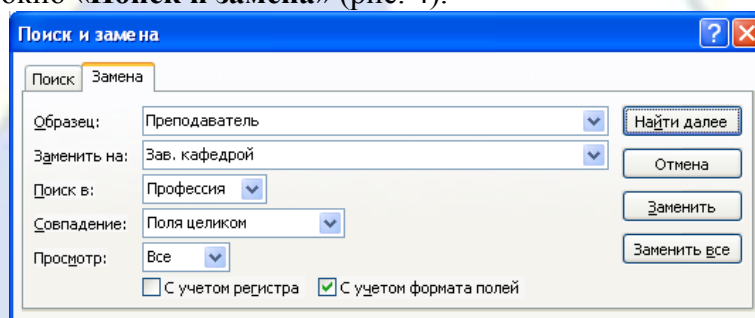 окно «Поиск и замена» (рис. 4).
Поиск и замена
Поиск Замена
Образец: Преподаватель Найти далее
Заменить на: Зав. кафедрой Отмена
Поиск в: Профессия Заменить
Совпадение: Поля целиком
Просмотр: Все Заменить все
С учетом регистра С учетом формата полей